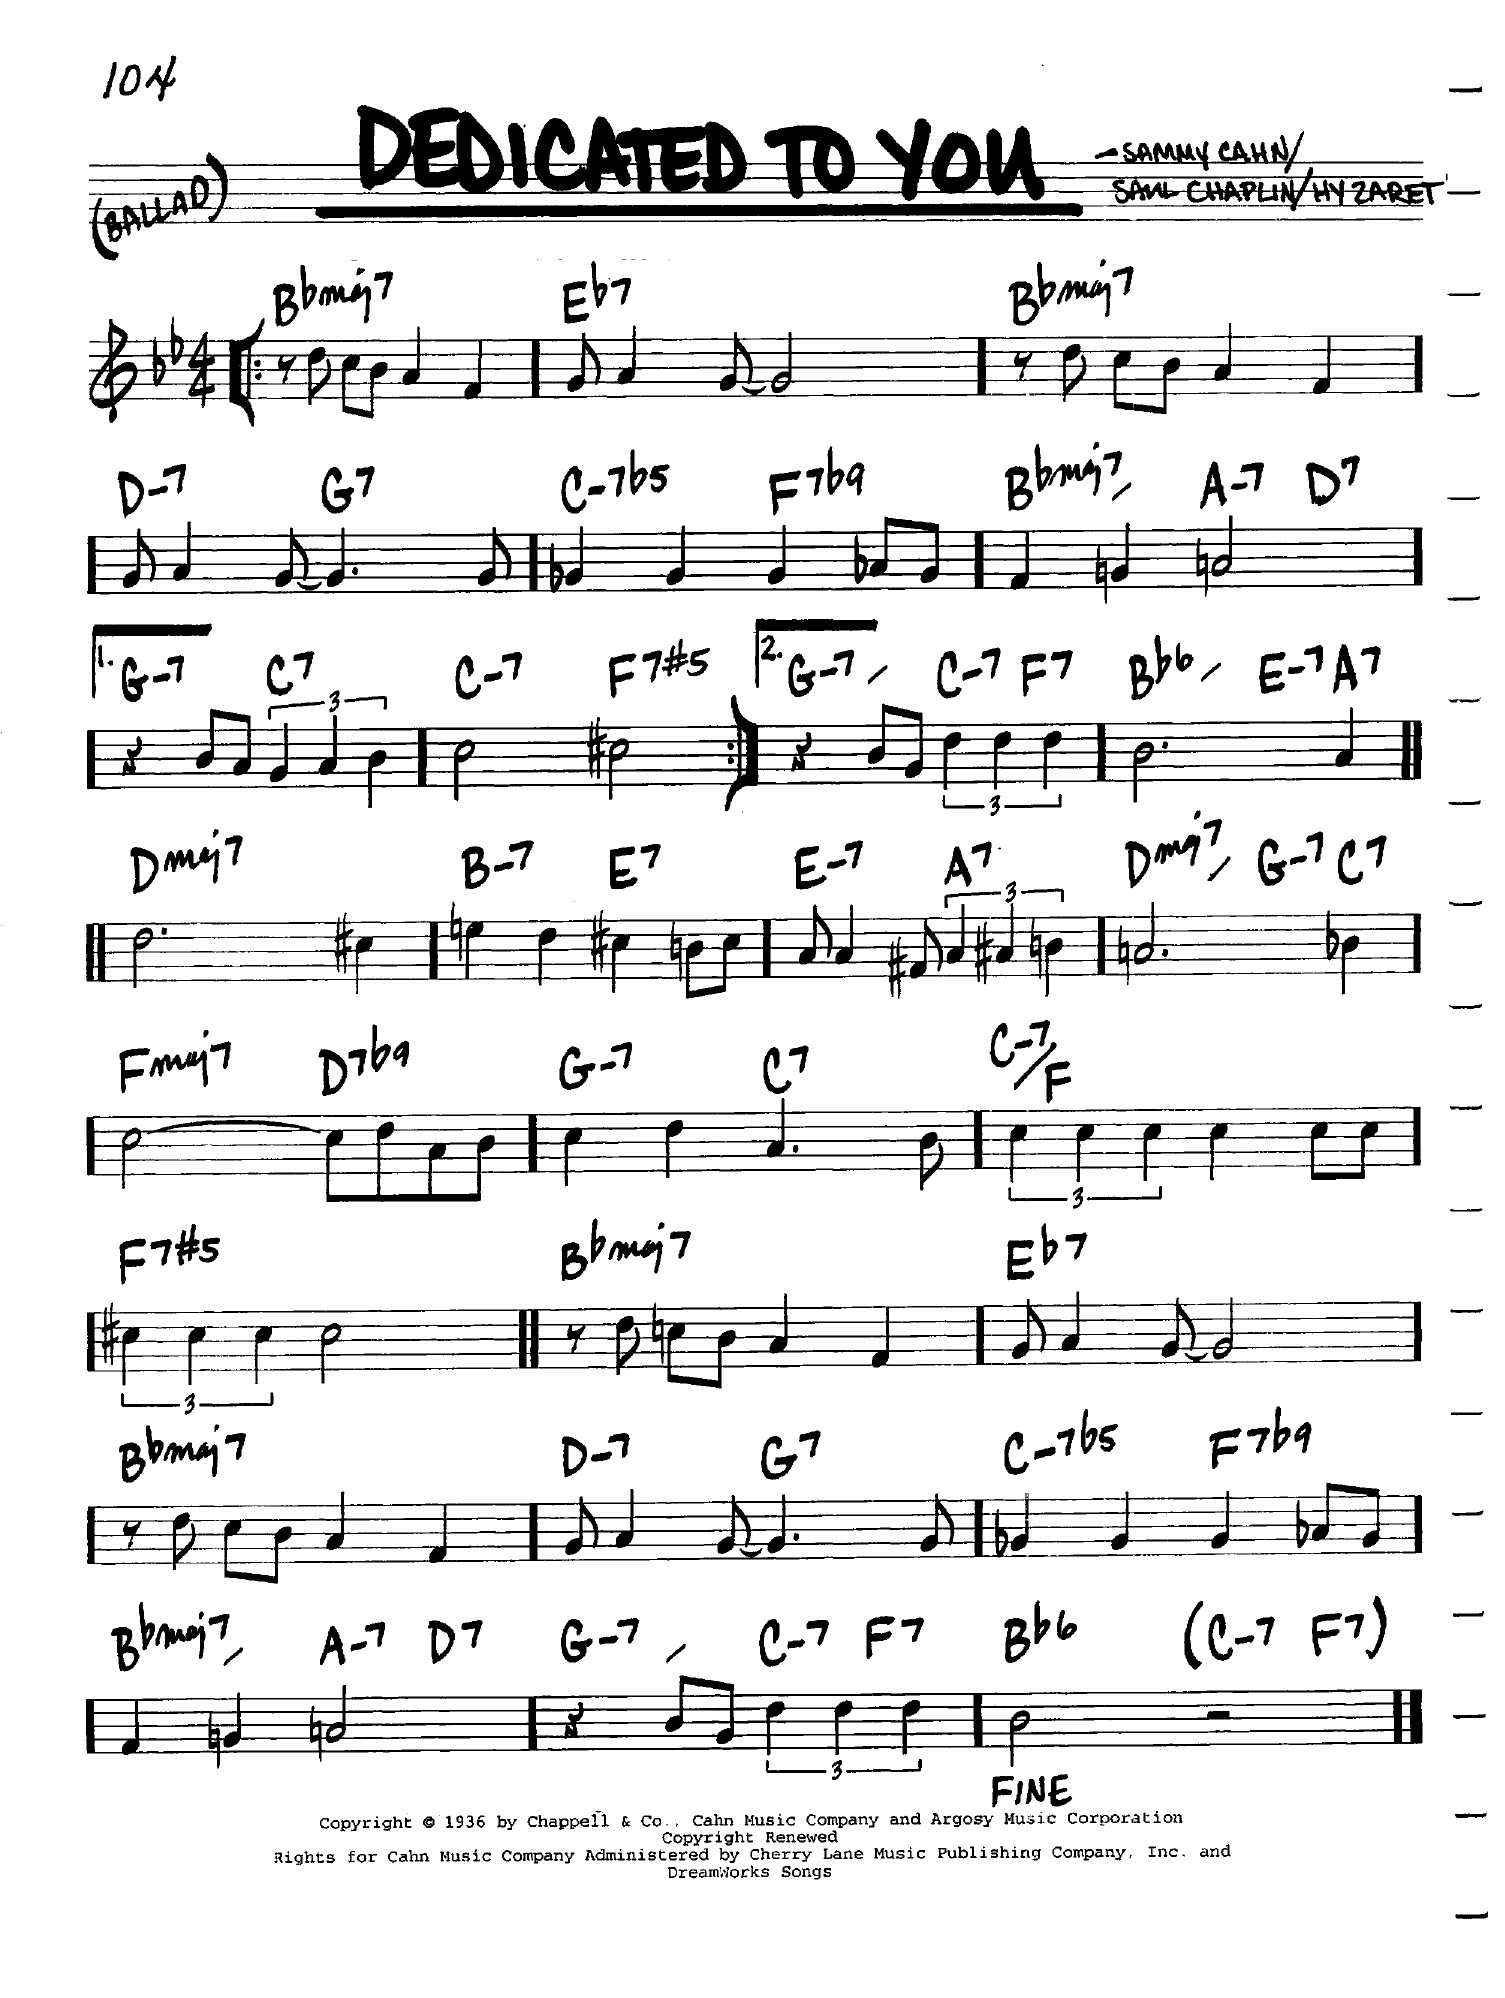 104
DEDICATED TO YOU
(BALLAD)
- SAMMY CAHN/
SAUL CHAPLIN/HY ZARET
Bbmaj7 Eb7 Bbmaj7
4
4
D-7 G7 C-7b5 F7b9 Bbmaj7/ A-7 D7
1. G-7 C7 C-7 F7#5 2. G-7 / C-7 F7 Bb6 / E-7 A7
3
3
Dmaj7 B-7 E7 E-7 A7 Dmaj7/ G-7 C7
3
Fmaj7 D7b9 G-7 C7 C-7/F
3
F7#5 Bbmaj7 Eb7
3
Bbmaj7 D-7 G7 C-7b5 F7b9
Bbmaj7/ A-7 D7 G-7 / C-7 F7 Bb6 (C-7 F7)
3
FINE
Copyright © 1936 by Chappell & Co., Cahn Music Company and Argosy Music Corporation
Copyright Renewed
Rights for Cahn Music Company Administered by Cherry Lane Music Publishing Company, Inc. and
DreamWorks Songs